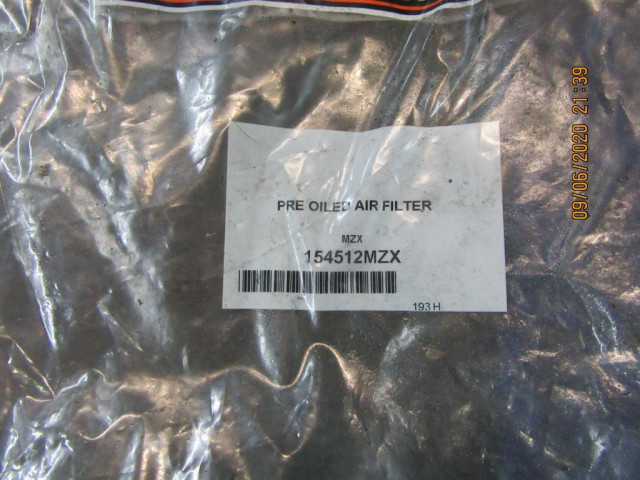 PRE OILED AIR FILTER
MZX
154512MZX
193 H
09/06/2020 21:39